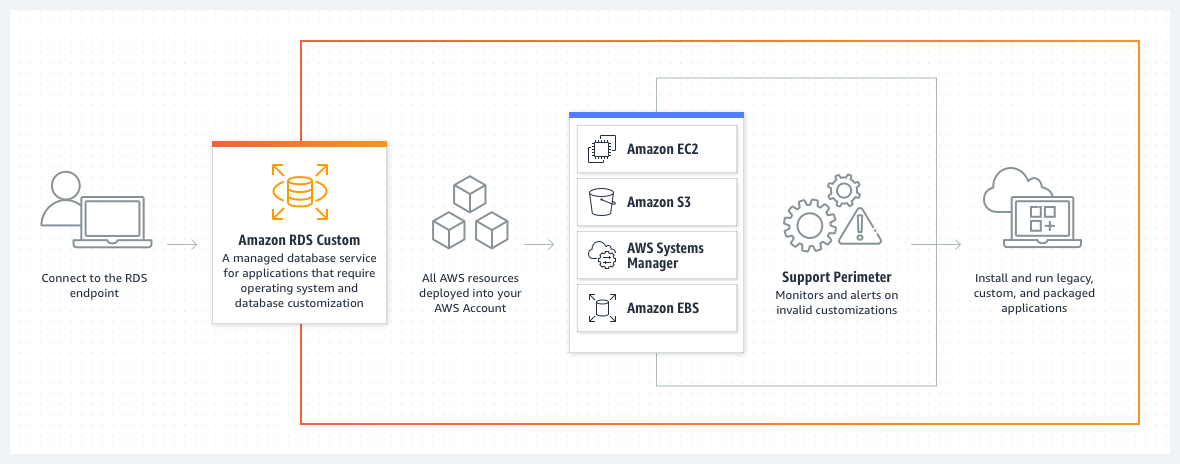 Connect to the RDS
endpoint
Amazon RDS Custom
A managed database service
for applications that require
operating system and
database customization
All AWS resources
deployed into your
AWS Account
Amazon EC2
Amazon S3
AWS Systems
Manager
Amazon EBS
Support Perimeter
Monitors and alerts on
invalid customizations
Install and run legacy,
custom, and packaged
applications